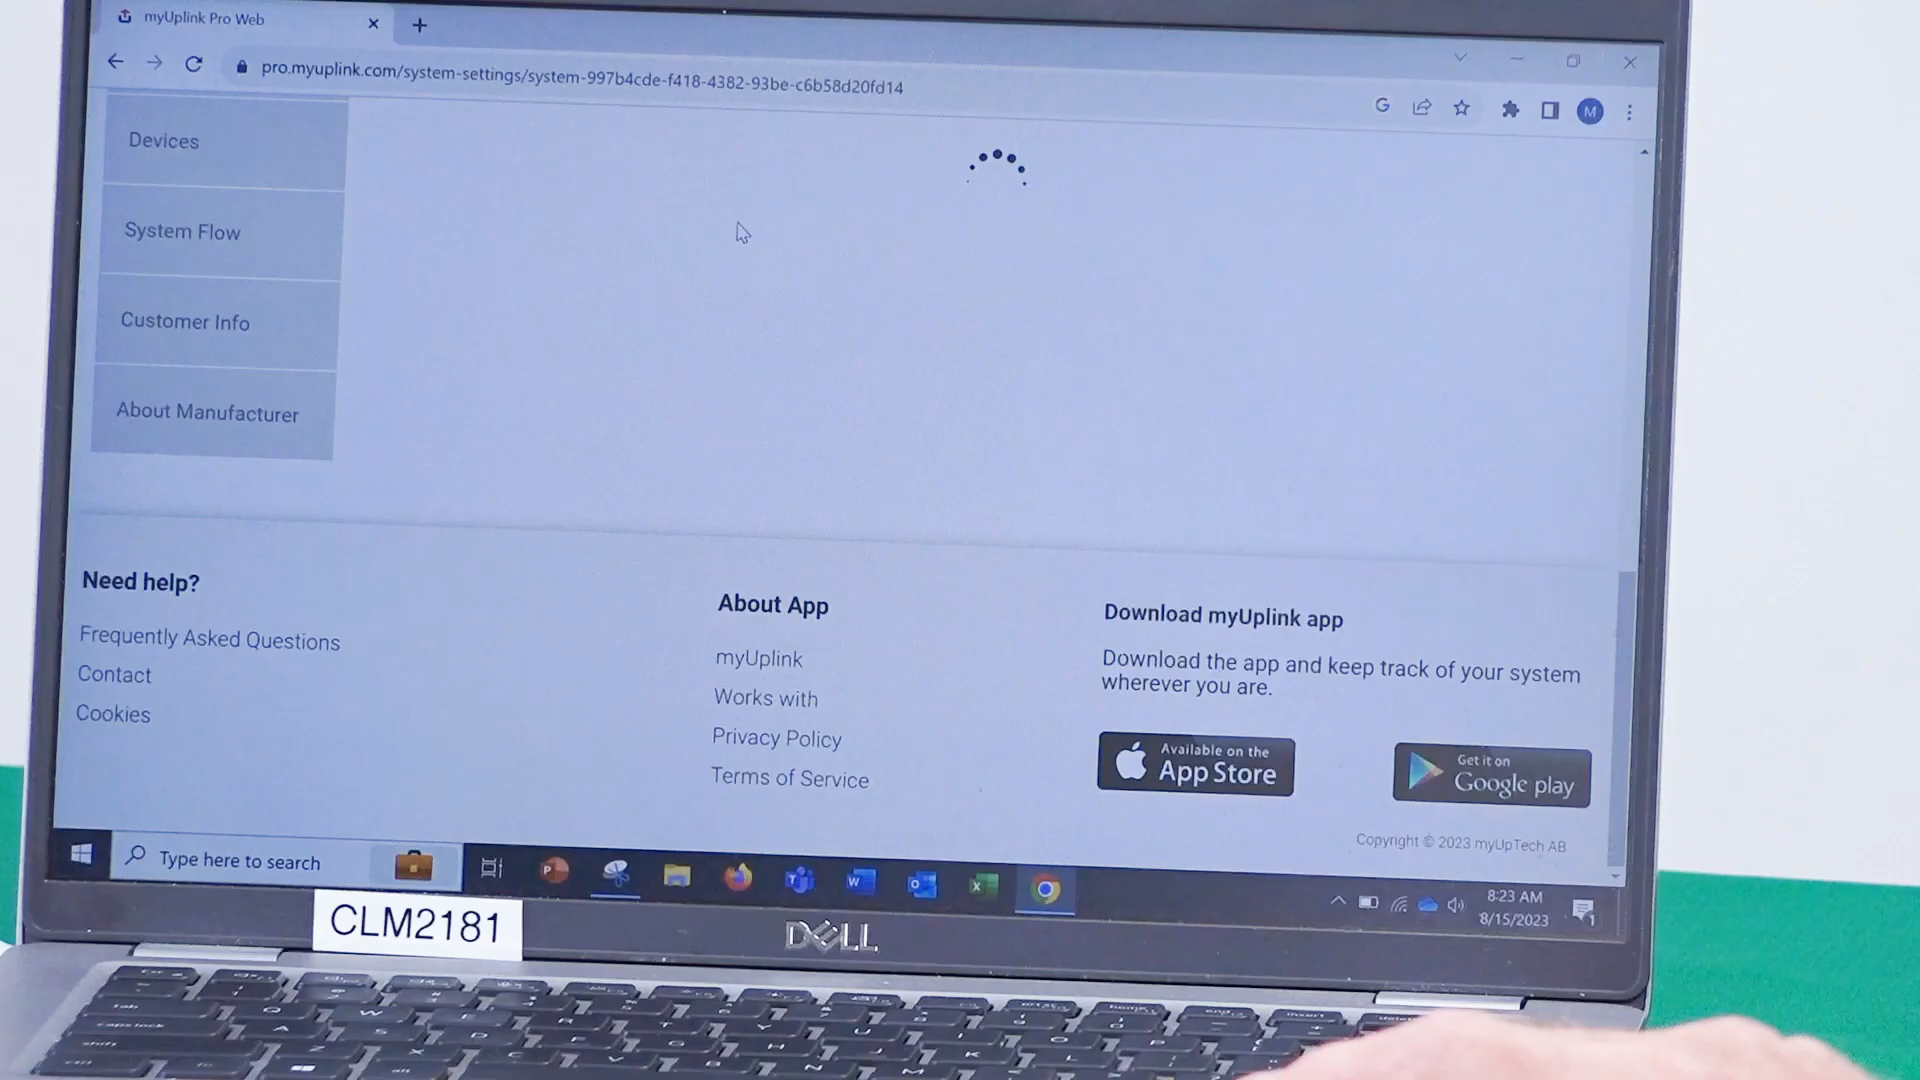 myUplink Pro Web
pro.myuplink.com/system-settings/system-997b4cde-f418-4382-93be-c6b58d20fd14
G
M
Devices
System Flow
Customer Info
About Manufacturer
Need help?
Frequently Asked Questions
Contact
Cookies
About App
myUplink
Works with
Privacy Policy
Terms of Service
Download myUplink app
Download the app and keep track of your system
wherever you are.
Available on the
App Store
Get it on
Google play
Copyright © 2023 myUpTech AB
Type here to search
8:23 AM
8/15/2023
1
CLM2181
DELL